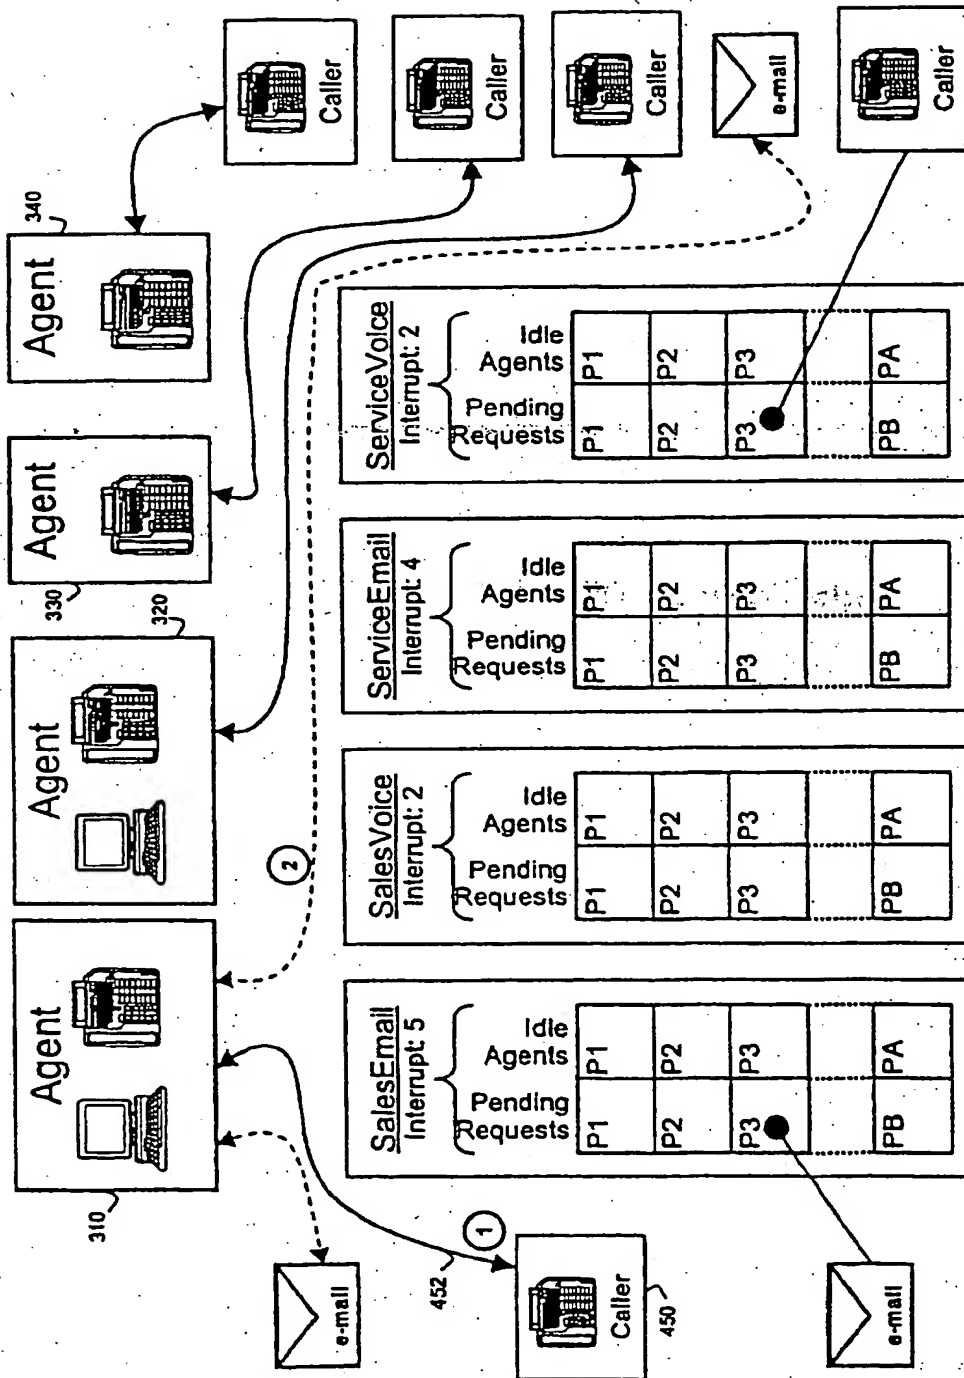 Agent
310
Agent
320
Agent
330
Agent
340
e-mail
452
1
2
Caller
450
Caller
Caller
Caller
e-mail
SalesEmail
Interrupt: 5
Pending Requests
Idle Agents
P1 P1
P2 P2
P3 P3
PB PA
SalesVoice
Interrupt: 2
Pending Requests
Idle Agents
P1 P1
P2 P2
P3 P3
PB PA
ServiceEmail
Interrupt: 4
Pending Requests
Idle Agents
P1 P1
P2 P2
P3 P3
PB PA
ServiceVoice
Interrupt: 2
Pending Requests
Idle Agents
P1 P1
P2 P2
P3 P3
PB PA
e-mail
Caller